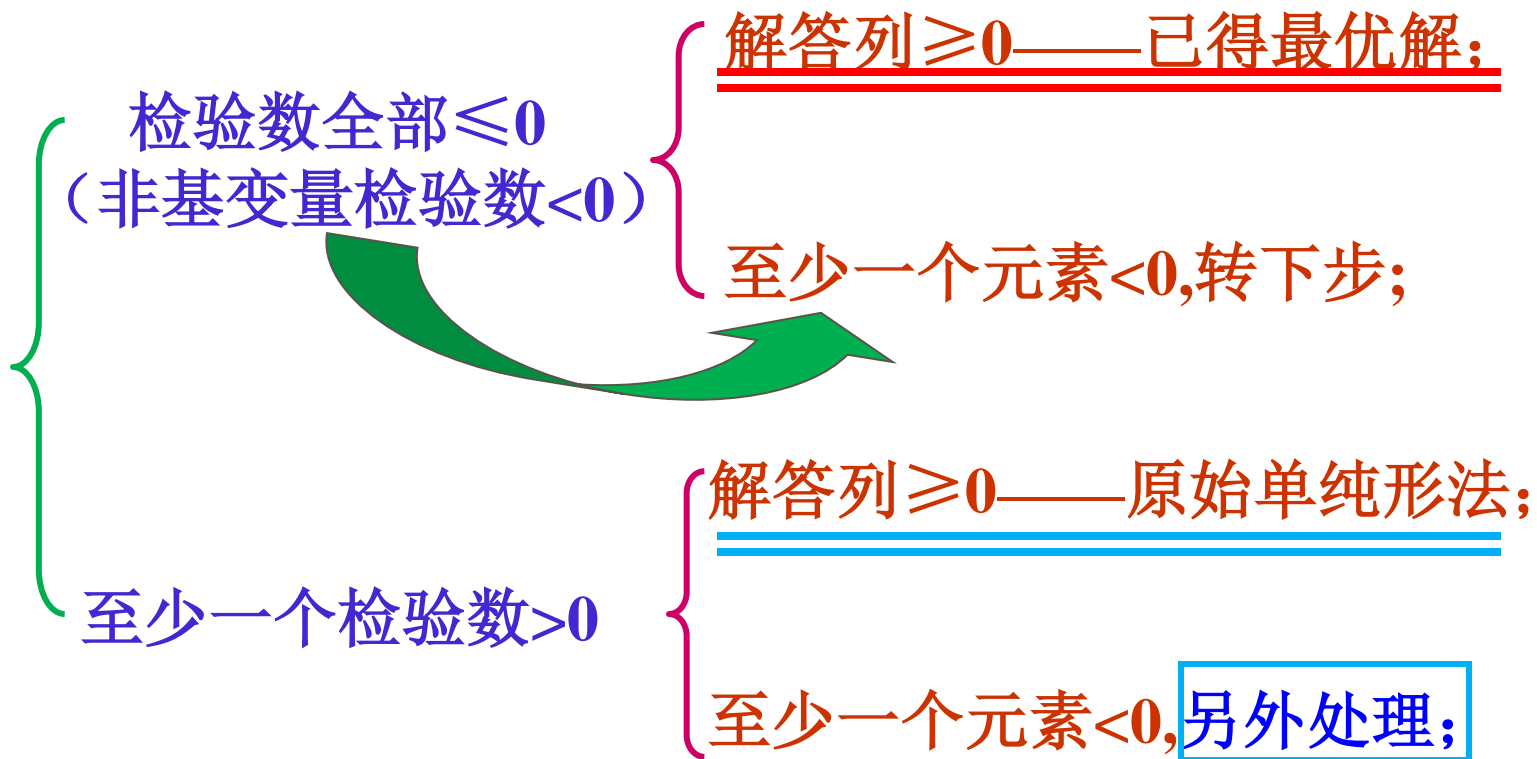 解答列≥0——已得最优解；
检验数全部≤0
（非基变量检验数<0）
至少一个元素<0,转下步；
解答列≥0——原始单纯形法；
至少一个检验数>0
至少一个元素<0,另外处理；